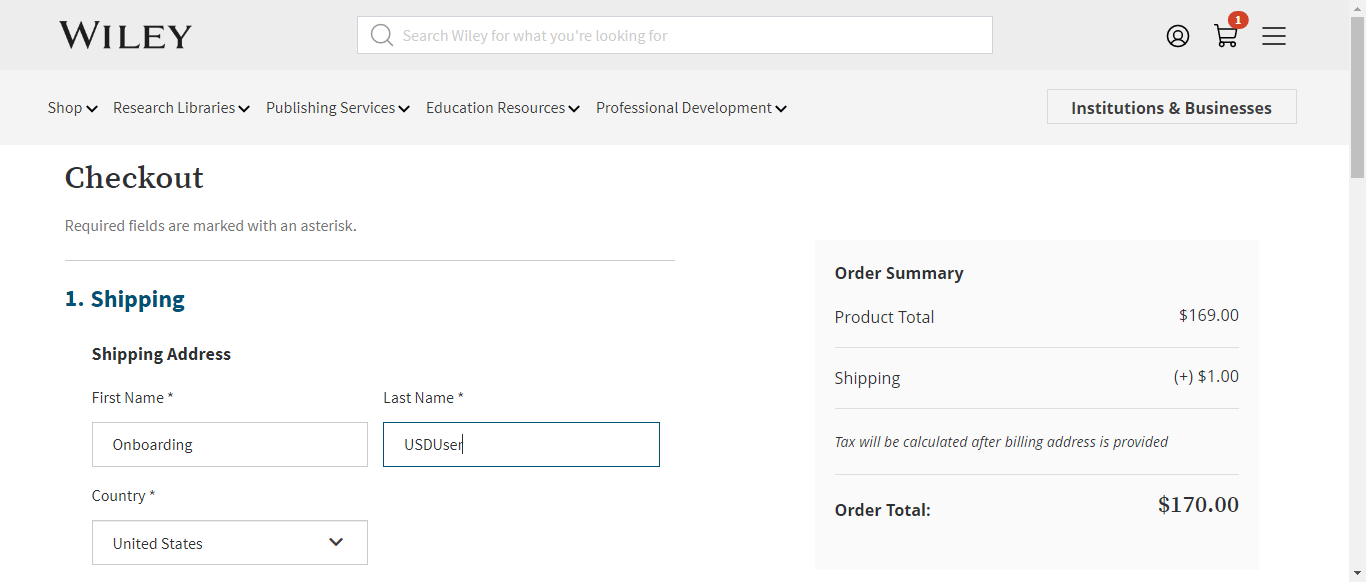 WILEY
Search Wiley for what you're looking for
1
Shop
Research Libraries
Publishing Services
Education Resources
Professional Development
Institutions & Businesses
Checkout
Required fields are marked with an asterisk.
1. Shipping
Shipping Address
First Name *
Last Name *
Onboarding
USDUser
Country *
United States
Order Summary
Product Total $169.00
Shipping (+) $1.00
Tax will be calculated after billing address is provided
Order Total: $170.00